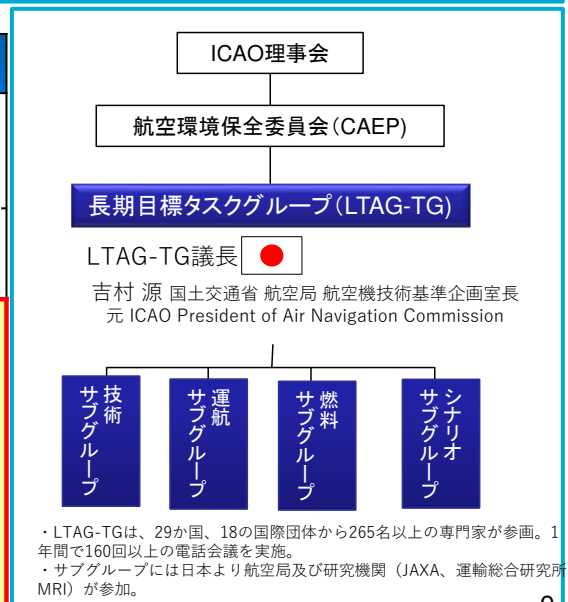 ICAO理事会
航空環境保全委員会(CAEP)
長期目標タスクグループ(LTAG-TG)
LTAG-TG議長
吉村 源 国土交通省 航空局 航空機技術基準企画室長
元 ICAO President of Air Navigation Commission
技術
サブグループ
運航
サブグループ
燃料
サブグループ
シナリオ
サブグループ
・LTAG-TGは、29か国、18の国際団体から265名以上の専門家が参画。1
年間で160回以上の電話会議を実施。
・サブグループには日本より航空局及び研究機関（JAXA、運輸総合研究所
MRI）が参加。